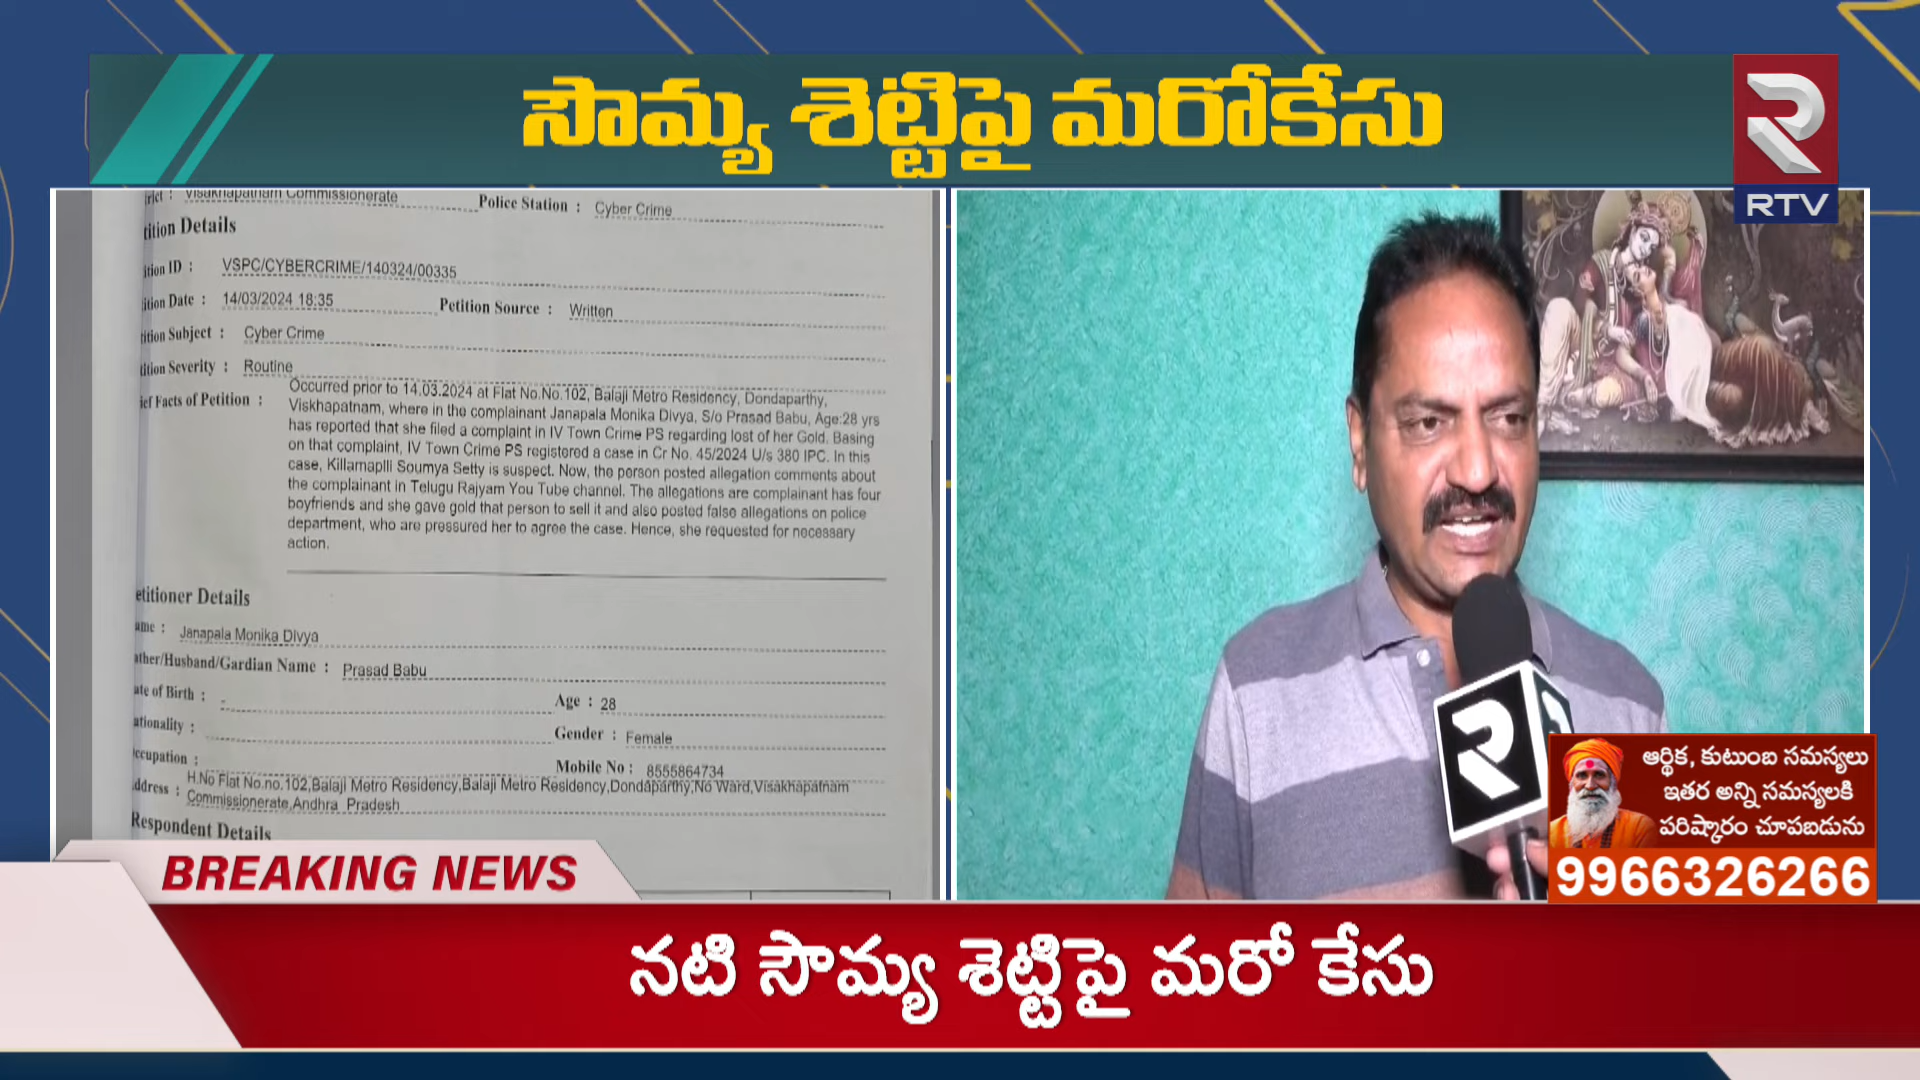 సౌమ్య శెట్టిపై మరోకేసు
RTV
rict : Visakhapatnam Commissionerate Police Station : Cyber Crime
tition Details
ition ID : VSPC/CYBERCRIME/140324/00335
ition Date : 14/03/2024 18:35 Petition Source : Written
ition Subject : Cyber Crime
ition Severity : Routine
ief Facts of Petition : Occurred prior to 14.03.2024 at Flat No.No.102, Balaji Metro Residency, Dondaparthy,
Viskhapatnam, where in the complainant Janapala Monika Divya, S/o Prasad Babu, Age:28 yrs
has reported that she filed a complaint in IV Town Crime PS regarding lost of her Gold. Basing
on that complaint, IV Town Crime PS registered a case in Cr No. 45/2024 U/s 380 IPC. In this
case, Killamaplli Soumya Setty is suspect. Now, the person posted allegation comments about
the complainant in Telugu Rajyam You Tube channel. The allegations are complainant has four
boyfriends and she gave gold that person to sell it and also posted false allegations on police
department, who are pressured her to agree the case. Hence, she requested for necessary
action.
etitioner Details
ame : Janapala Monika Divya
ather/Husband/Gardian Name : Prasad Babu
ate of Birth : - Age : 28
ationality : Gender : Female
ccupation : Mobile No : 8555864734
ddress : H.No Flat No.no.102,Balaji Metro Residency,Balaji Metro Residency,Dondaparthy,No Ward,Visakhapatnam
Commissionerate,Andhra Pradesh
Respondent Details
ఆర్థిక, కుటుంబ సమస్యలు
ఇతర అన్ని సమస్యలకి
పరిష్కారం చూపబడును
9966326266
BREAKING NEWS
నటి సౌమ్య శెట్టిపై మరో కేసు